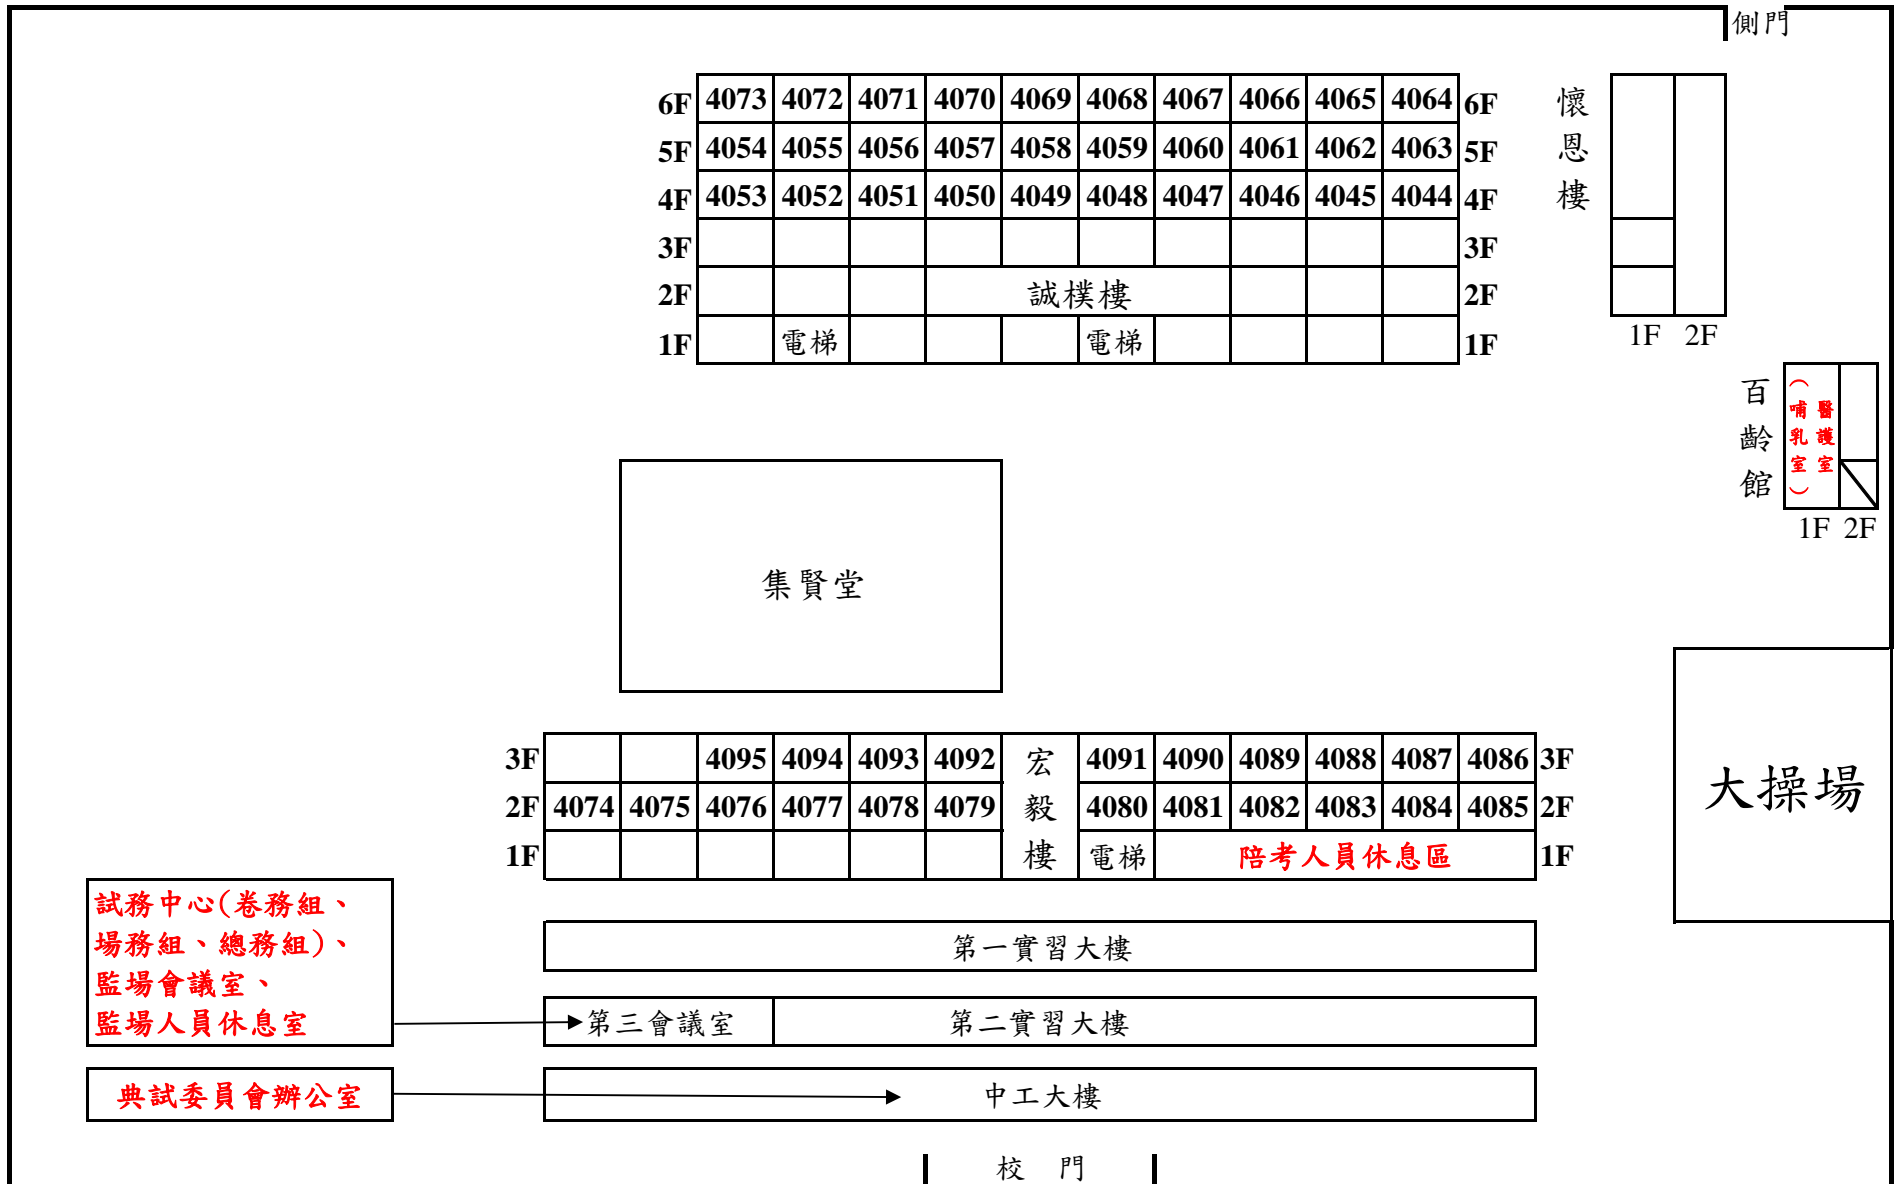 側門
6F 4073 4072 4071 4070 4069 4068 4067 4066 4065 4064 6F
5F 4054 4055 4056 4057 4058 4059 4060 4061 4062 4063 5F
4F 4053 4052 4051 4050 4049 4048 4047 4046 4045 4044 4F
3F 3F
2F 誠樸樓 2F
1F 電梯 電梯 1F
懷恩樓
1F 2F
百齡館
醫護室
(哺乳室)
1F 2F
集賢堂
大操場
3F 4095 4094 4093 4092 4091 4090 4089 4088 4087 4086 3F
2F 4074 4075 4076 4077 4078 4079 4080 4081 4082 4083 4084 4085 2F
1F 電梯 陪考人員休息區 1F
宏毅樓
試務中心(卷務組、
場務組、總務組)、
監場會議室、
監場人員休息室
第一實習大樓
第三會議室 第二實習大樓
典試委員會辦公室
中工大樓
校 門